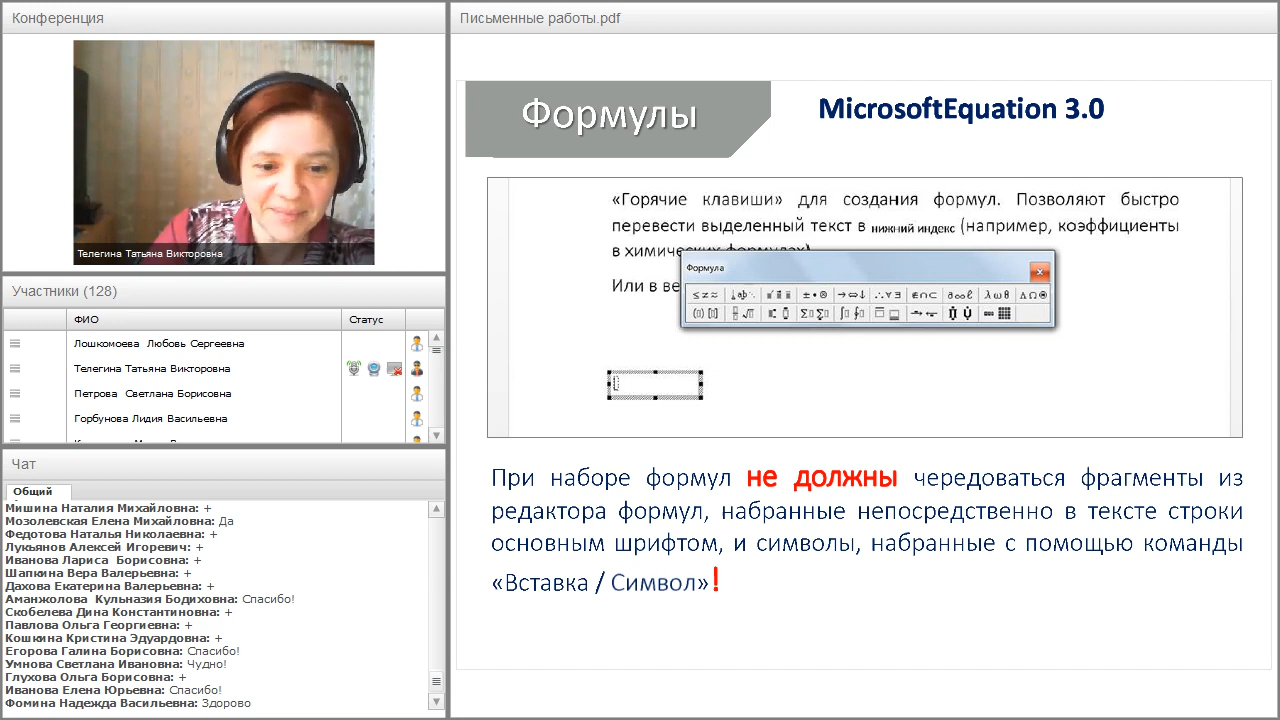 Конференция
Телегина Татьяна Викторовна
Участники (128)
ФИО
Статус
Лошкомоева Любовь Сергеевна
Телегина Татьяна Викторовна
Петрова Светлана Борисовна
Горбунова Лидия Васильевна
Чат
Общий
Мишина Наталия Михайловна: +
Мозолевская Елена Михайловна: Да
Федотова Наталья Николаевна: +
Лукьянов Алексей Игоревич: +
Иванова Лариса Борисовна: +
Шапкина Вера Валерьевна: +
Дахова Екатерина Валерьевна: +
Аманжолова Кульназия Бодиховна: Спасибо!
Скобелева Дина Константиновна: +
Павлова Ольга Георгиевна: +
Кошкина Кристина Эдуардовна: +
Егорова Галина Борисовна: Спасибо!
Умнова Светлана Ивановна: Чудно!
Глухова Ольга Борисовна: +
Иванова Елена Юрьевна: Спасибо!
Фомина Надежда Васильевна: Здорово
Письменные работы.pdf
Формулы
MicrosoftEquation 3.0
«Горячие клавиши» для создания формул. Позволяют быстро
перевести выделенный текст в нижний индекс (например, коэффициенты
в химических формулах)
Или в ве
Формула
При наборе формул не должны чередоваться фрагменты из
редактора формул, набранные непосредственно в тексте строки
основным шрифтом, и символы, набранные с помощью команды
«Вставка / Символ»!